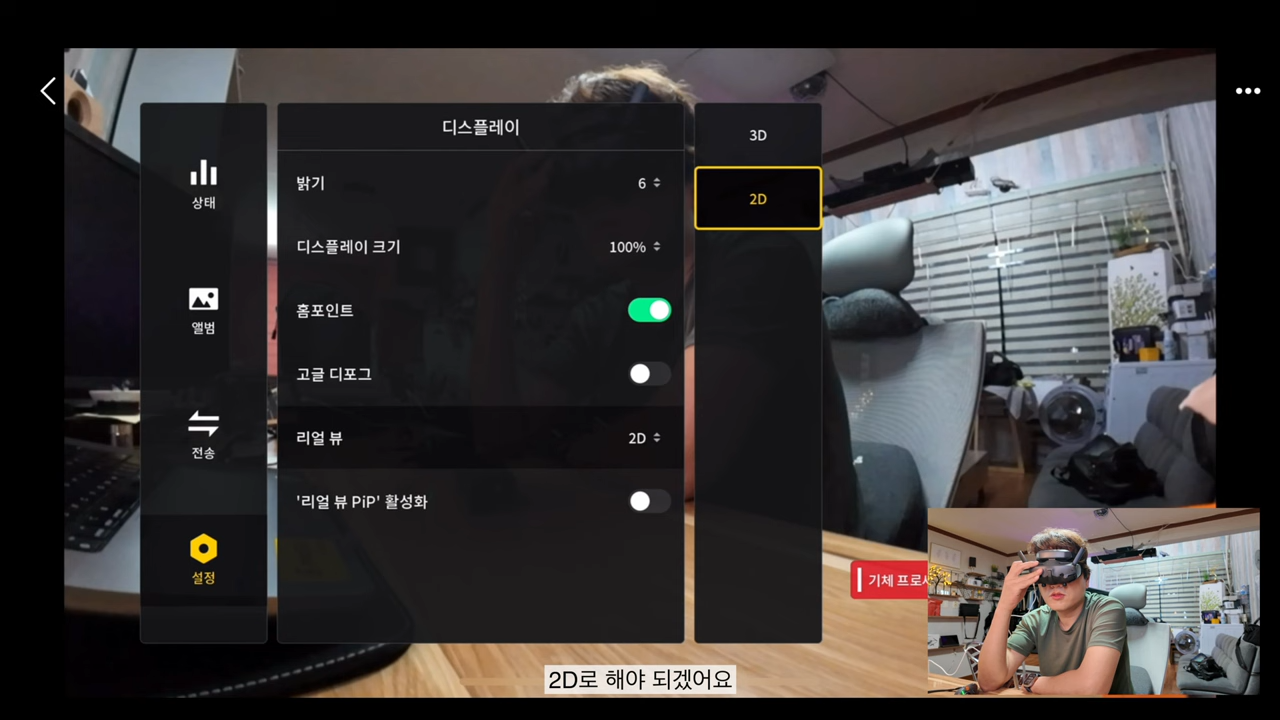 상태
앨범
전송
설정
디스플레이
밝기 6
디스플레이 크기 100%
홈포인트
고글 디포그
리얼 뷰 2D
'리얼 뷰 PiP' 활성화
3D
2D
기체
2D로 해야 되겠어요